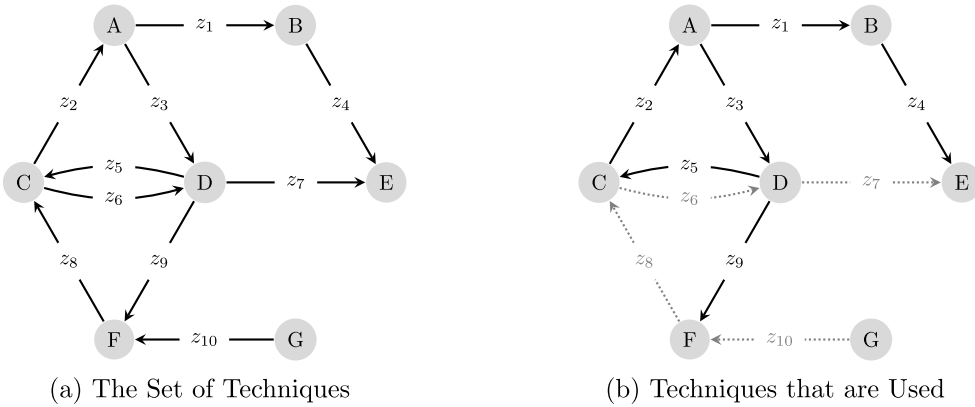 A z₁ B
z₂ z₃ z₄
z₅
C D z₇ E
z₆
z₈ z₉
F z₁₀ G
(a) The Set of Techniques
A z₁ B
z₂ z₃ z₄
z₅
C D z₇ E
z₆
z₈ z₉
F z₁₀ G
(b) Techniques that are Used